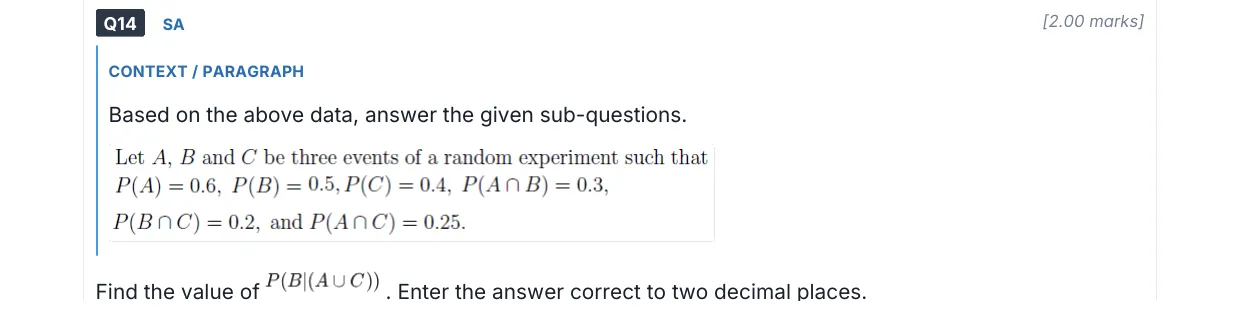 Q14 SA [2.00 marks]
CONTEXT / PARAGRAPH
Based on the above data, answer the given sub-questions.
Let A, B and C be three events of a random experiment such that
P(A) = 0.6, P(B) = 0.5, P(C) = 0.4, P(A ∩ B) = 0.3,
P(B ∩ C) = 0.2, and P(A ∩ C) = 0.25.
Find the value of P(B|(A ∪ C)) . Enter the answer correct to two decimal places.